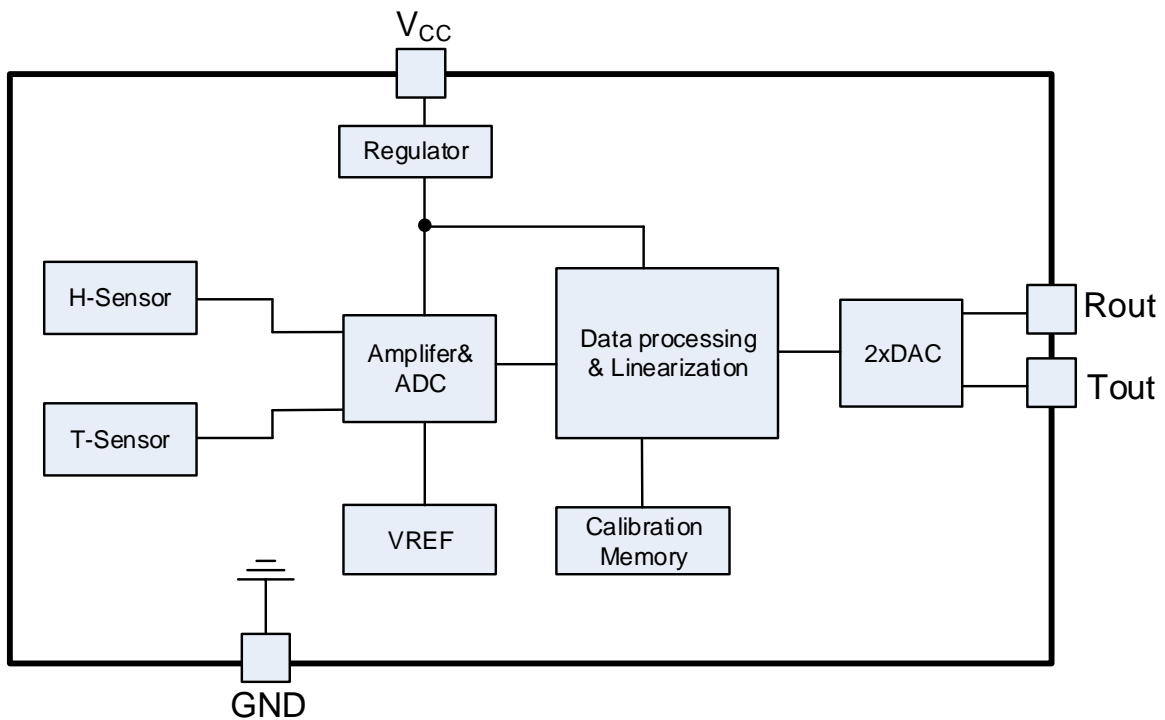 VCC
Regulator
H-Sensor
Amplifer&
ADC
Data processing
& Linearization
2xDAC
Rout
Tout
T-Sensor
VREF
Calibration
Memory
GND